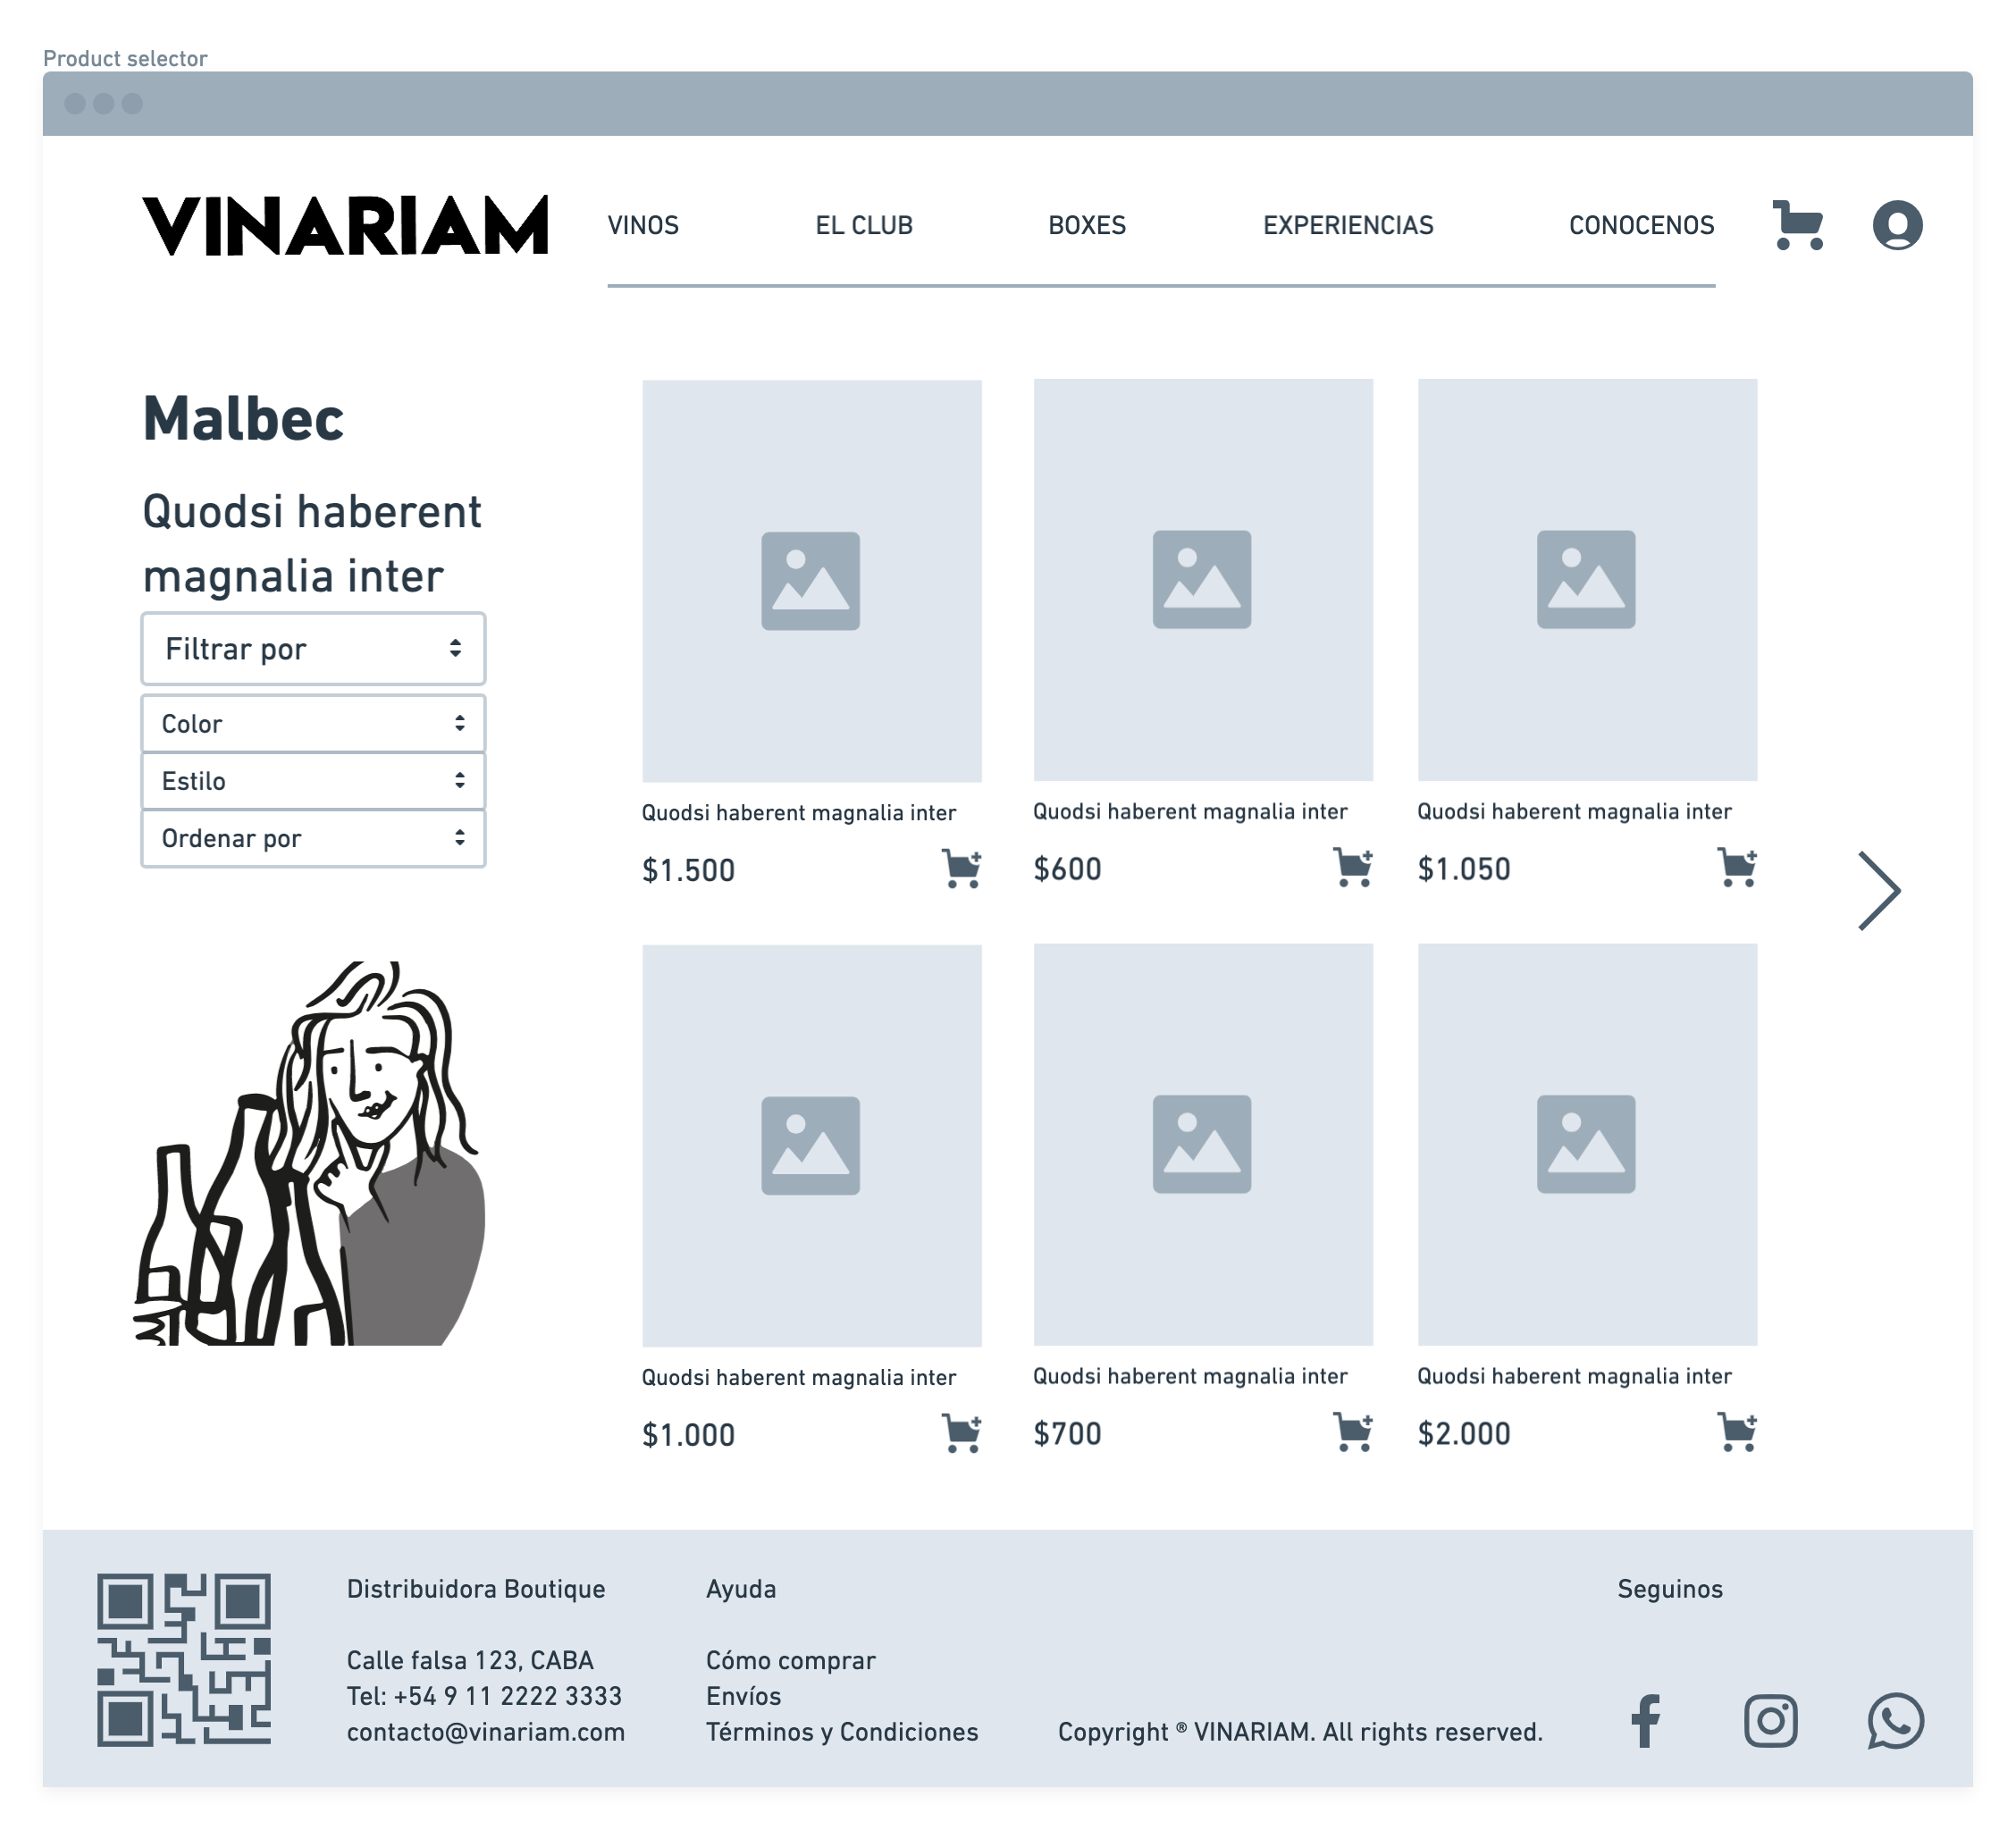 Product selector
VINARIAM
VINOS EL CLUB BOXES EXPERIENCIAS CONOCENOS
Malbec
Quodsi haberent
magnalia inter
Filtrar por
Color
Estilo
Ordenar por
Quodsi haberent magnalia inter
$1.500
Quodsi haberent magnalia inter
$600
Quodsi haberent magnalia inter
$1.050
Quodsi haberent magnalia inter
$1.000
Quodsi haberent magnalia inter
$700
Quodsi haberent magnalia inter
$2.000
Distribuidora Boutique
Calle falsa 123, CABA
Tel: +54 9 11 2222 3333
contacto@vinariam.com
Ayuda
Cómo comprar
Envíos
Términos y Condiciones
Copyright ® VINARIAM. All rights reserved.
Seguinos